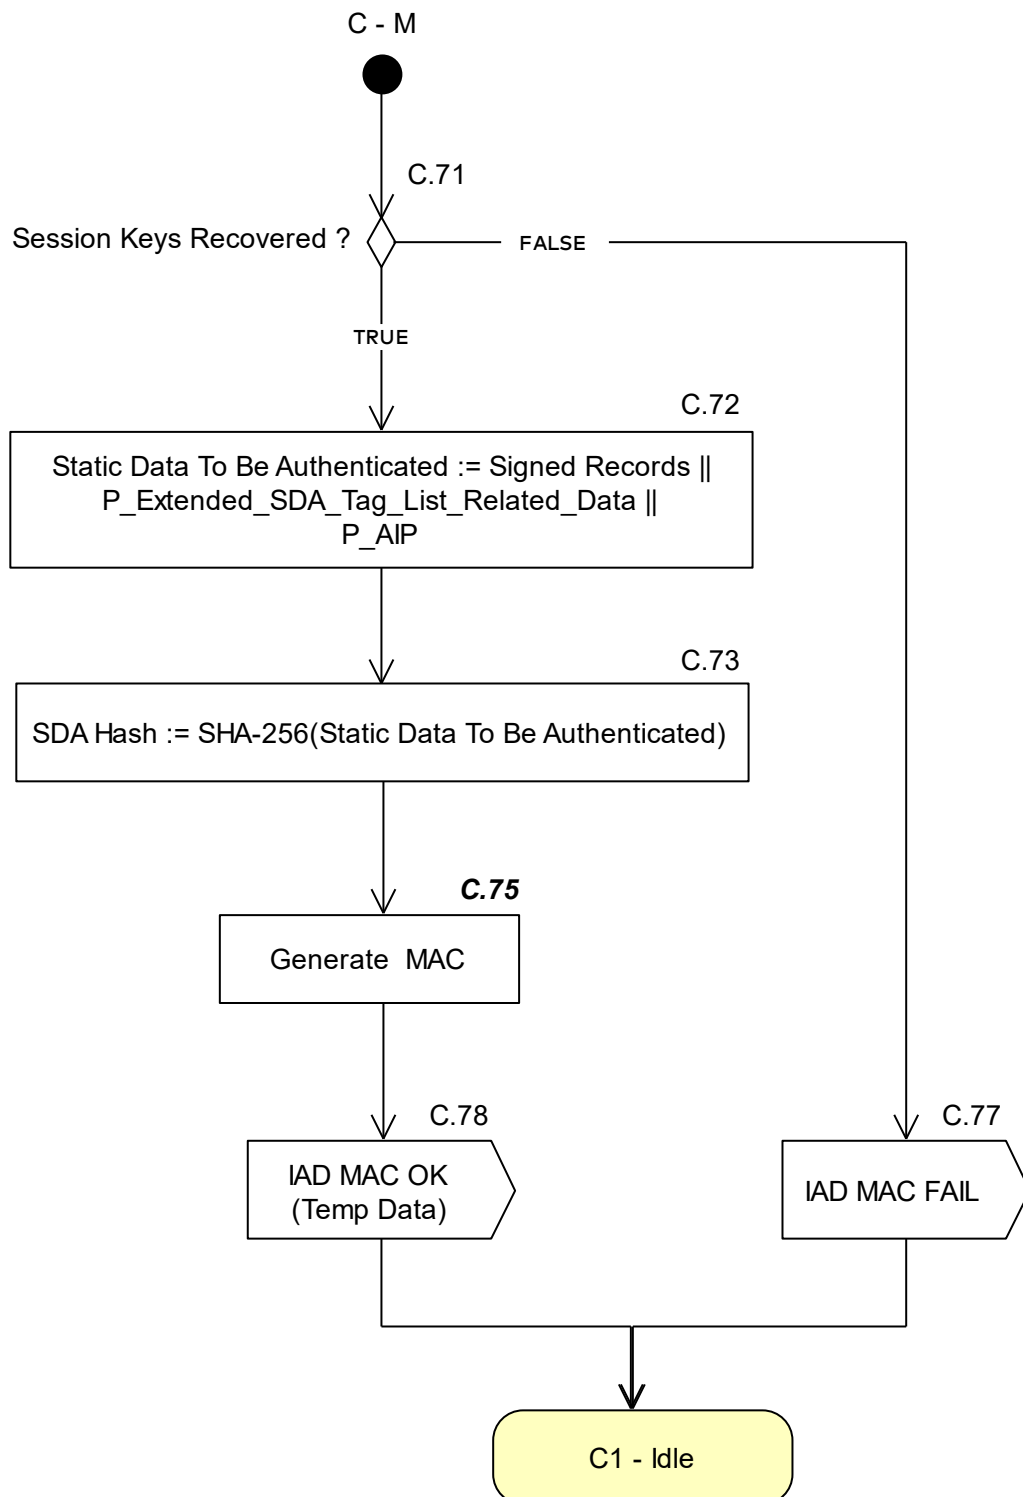 C - M
C.71
Session Keys Recovered ?
FALSE
TRUE
C.72
Static Data To Be Authenticated := Signed Records ||
P_Extended_SDA_Tag_List_Related_Data ||
P_AIP
C.73
SDA Hash := SHA-256(Static Data To Be Authenticated)
C.75
Generate MAC
C.78
IAD MAC OK
(Temp Data)
C.77
IAD MAC FAIL
C1 - Idle